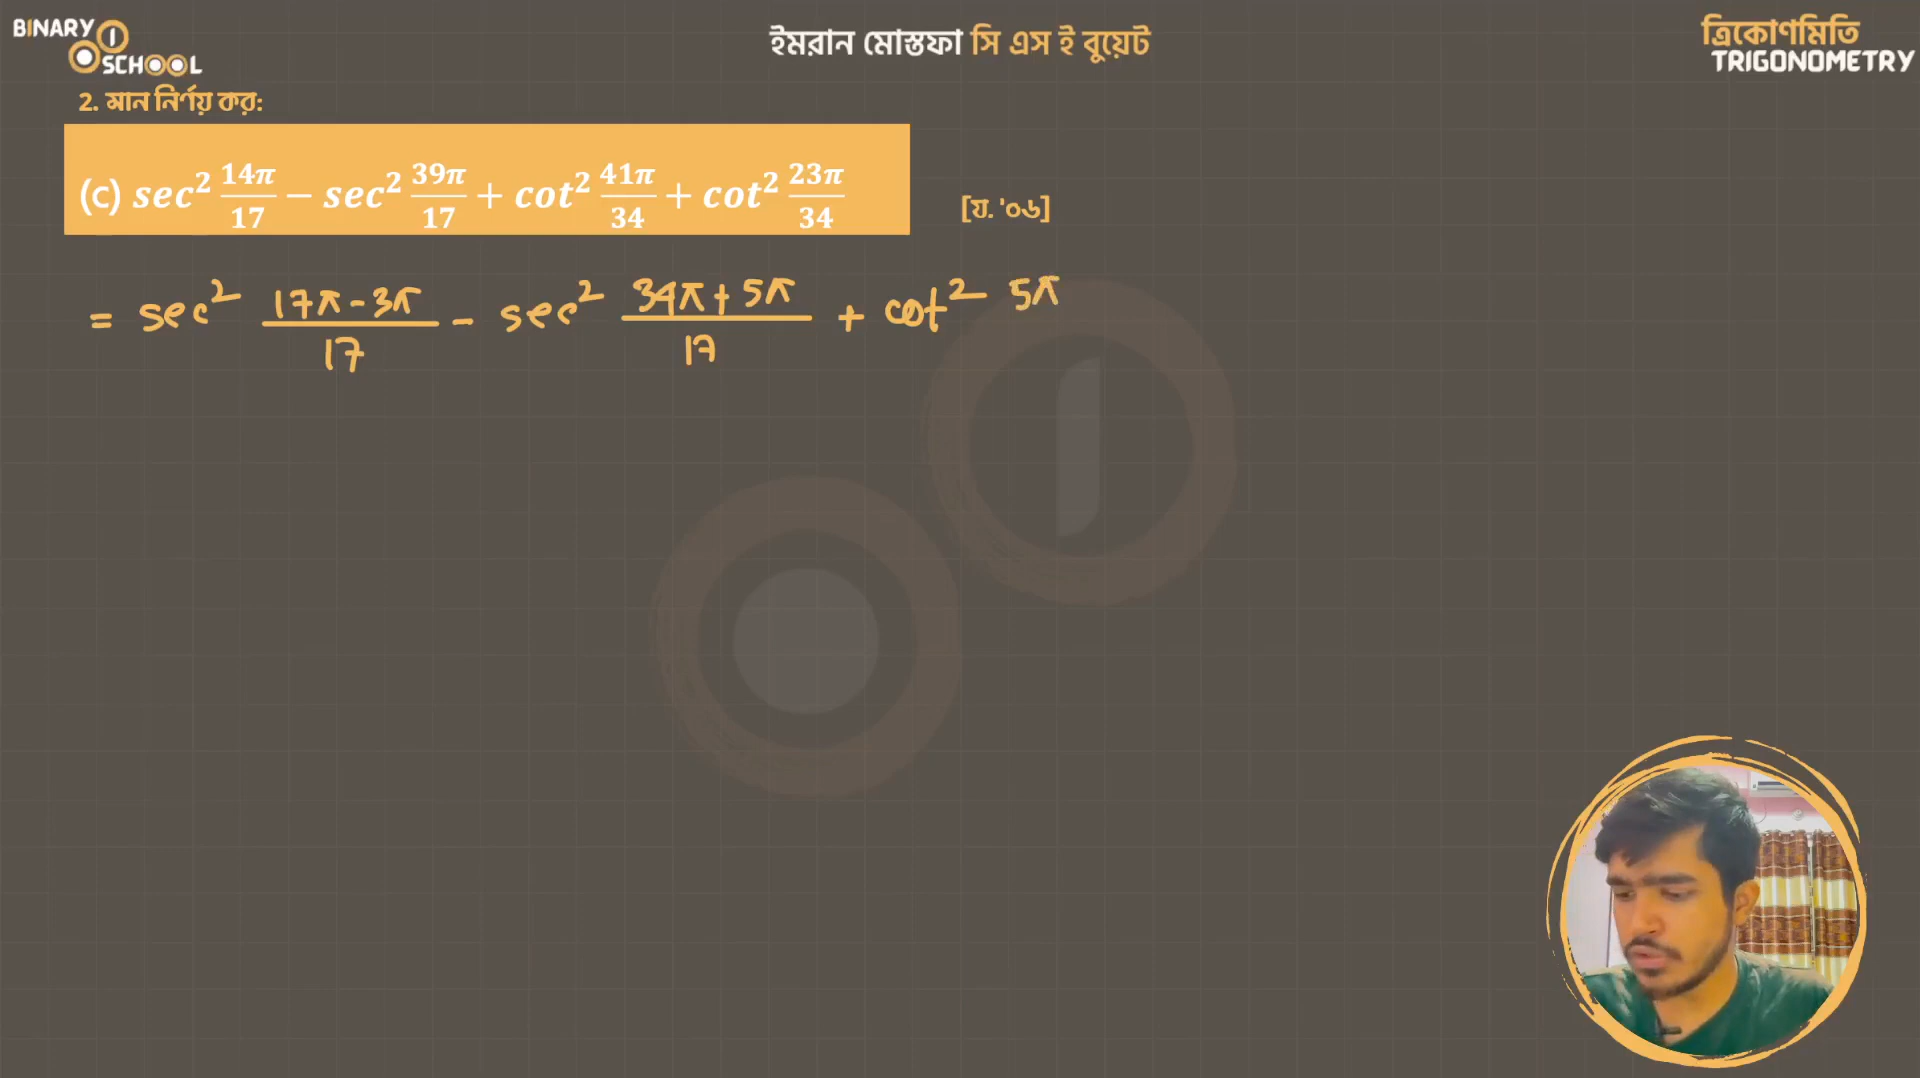 BINARY SCHOOL
ইমরান মোস্তফা সি এস ই বুয়েট
ত্রিকোণমিতি
TRIGONOMETRY
2. মান নির্ণয় কর:
(c) sec² 14π/17 − sec² 39π/17 + cot² 41π/34 + cot² 23π/34
[য. '০৬]
= sec² (17π − 3π)/17 − sec² (34π + 5π)/17 + cot² 5π